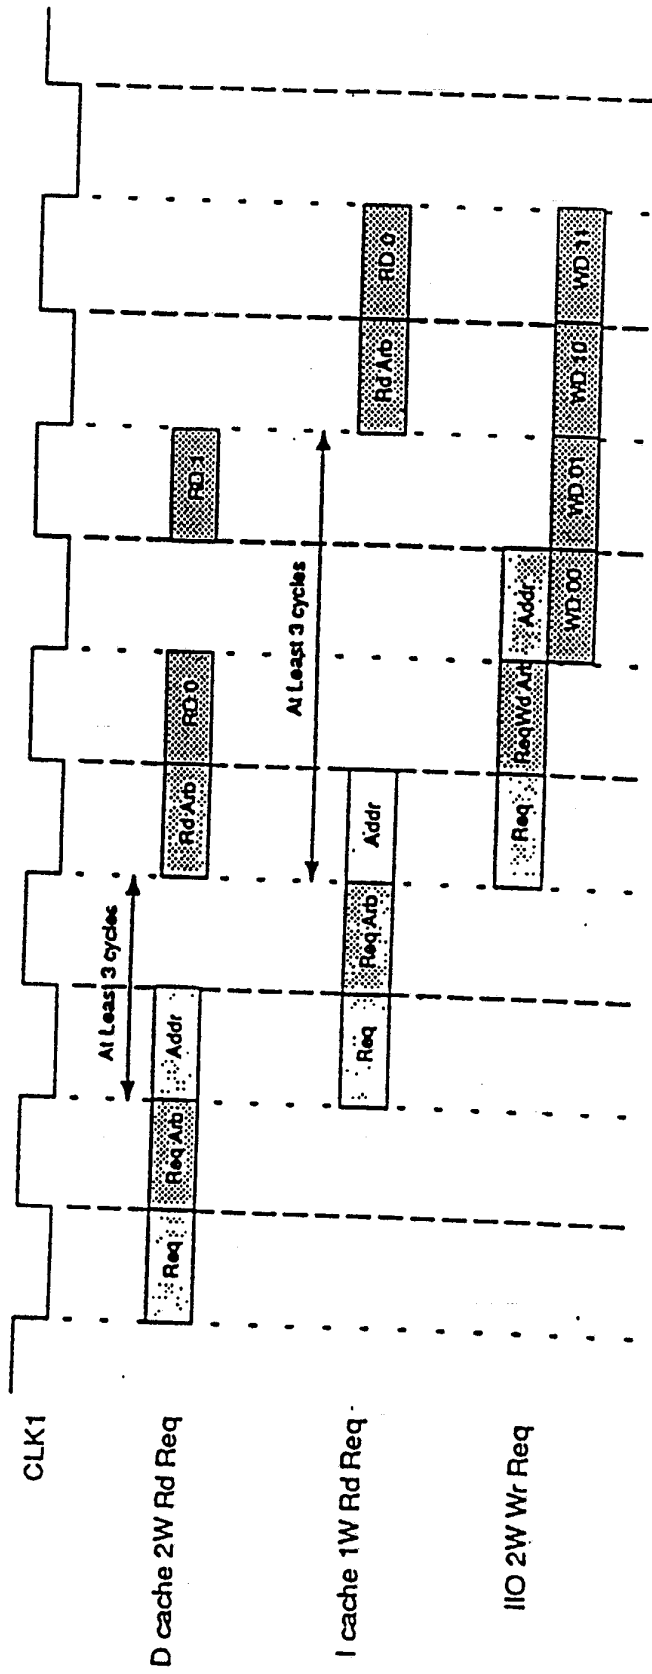 CLK1
At Least 3 cycles
D cache 2W Rd Req
Req
Req Arb
Addr
Rd Arb
RD 0
RD 1
At Least 3 cycles
I cache 1W Rd Req
Req
Req Arb
Addr
Rd Arb
RD 0
IIO 2W Wr Req
Req
ReqWd Art
Addr
WD 00
WD 01
WD 10
WD 11